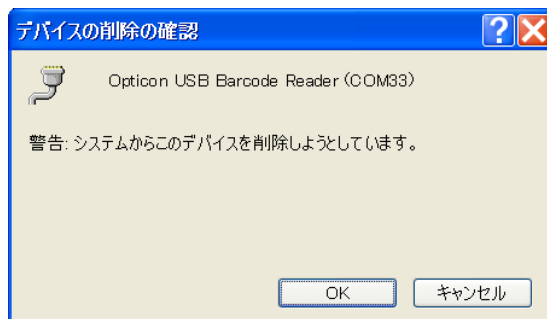 デバイスの削除の確認
Opticon USB Barcode Reader (COM33)
警告: システムからこのデバイスを削除しようとしています。
OK
キャンセル